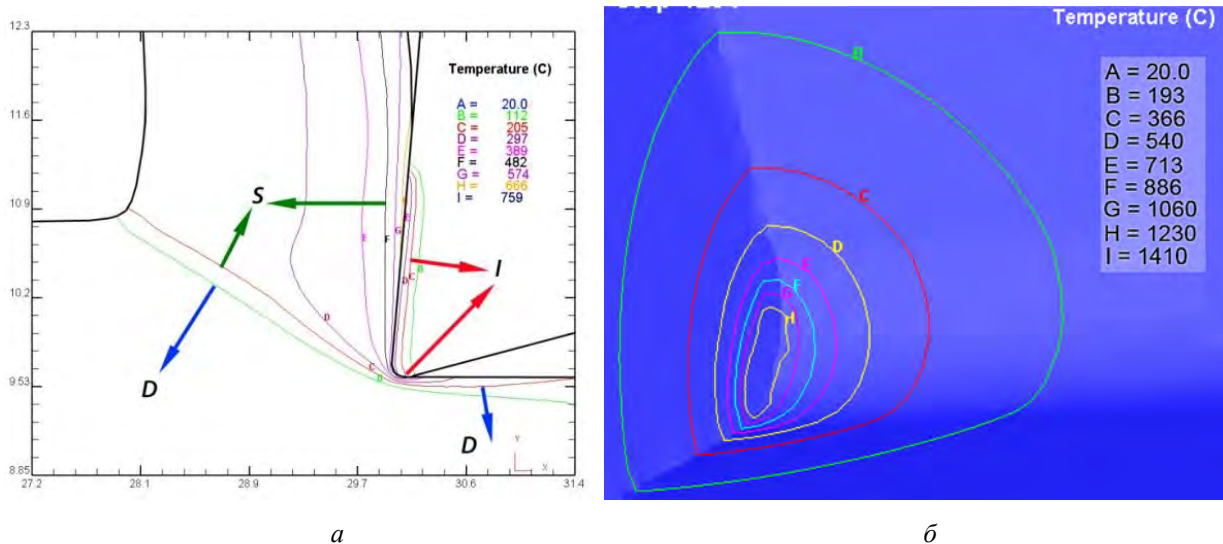 12.3
11.6
10.9
10.2
9.53
8.85
27.2
28.1
28.9
29.7
30.6
31.4
Temperature (C)
A = 20.0
B = 112
C = 205
D = 297
E = 389
F = 482
G = 574
H = 666
I = 759
S
I
D
D
E
F
G
E
B
C
D
D
C
Y
X
а
Temperature (C)
A = 20.0
B = 193
C = 366
D = 540
E = 713
F = 886
G = 1060
H = 1230
I = 1410
B
C
D
E
F
G
H
б